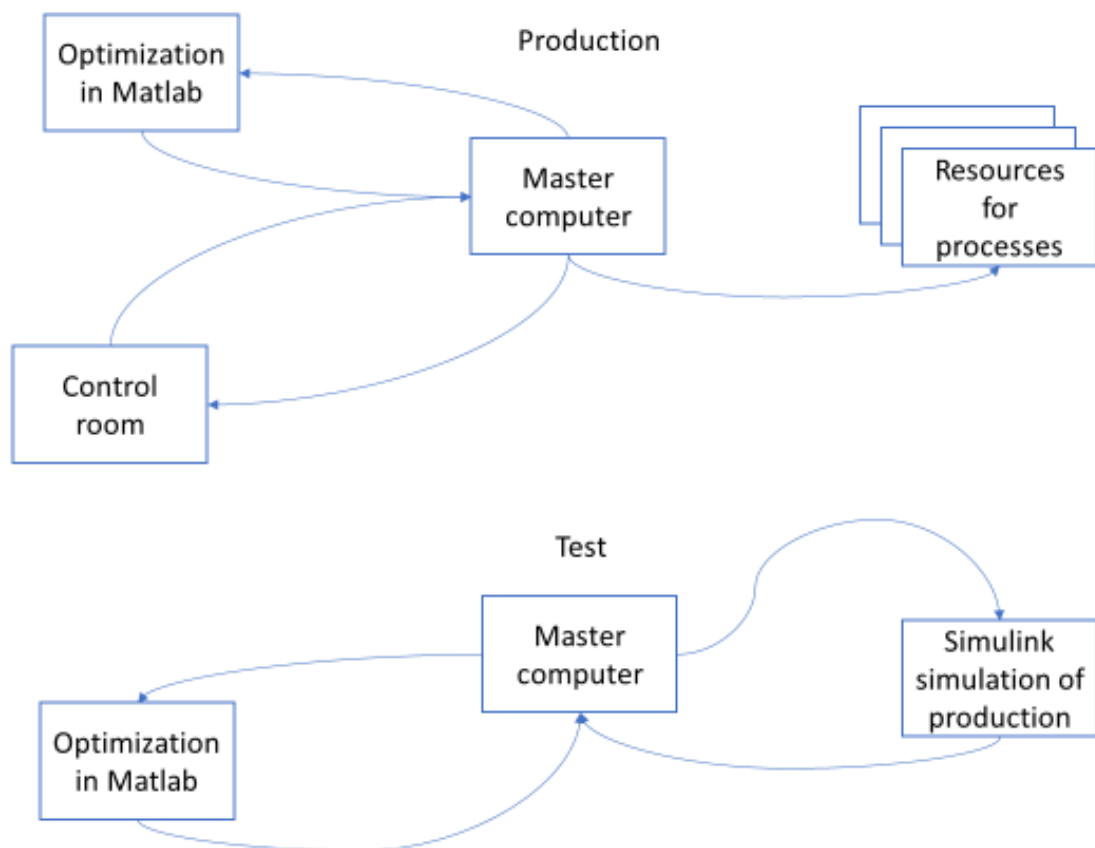 Production
Optimization
in Matlab
Master
computer
Resources
for
processes
Control
room
Test
Master
computer
Simulink
simulation of
production
Optimization
in Matlab